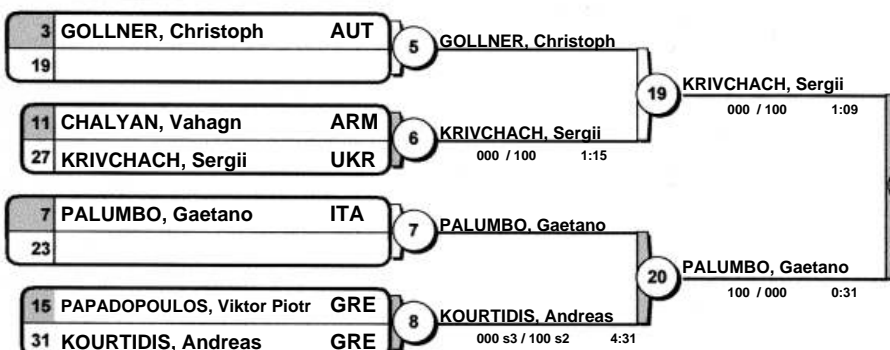 3 GOLLNER, Christoph AUT
19
5
GOLLNER, Christoph
11 CHALYAN, Vahagn ARM
27 KRIVCHACH, Sergii UKR
6
KRIVCHACH, Sergii
000 / 100 1:15
19
KRIVCHACH, Sergii
000 / 100 1:09
7 PALUMBO, Gaetano ITA
23
7
PALUMBO, Gaetano
15 PAPADOPOULOS, Viktor Piotr GRE
31 KOURTIDIS, Andreas GRE
8
KOURTIDIS, Andreas
000 s3 / 100 s2 4:31
20
PALUMBO, Gaetano
100 / 000 0:31